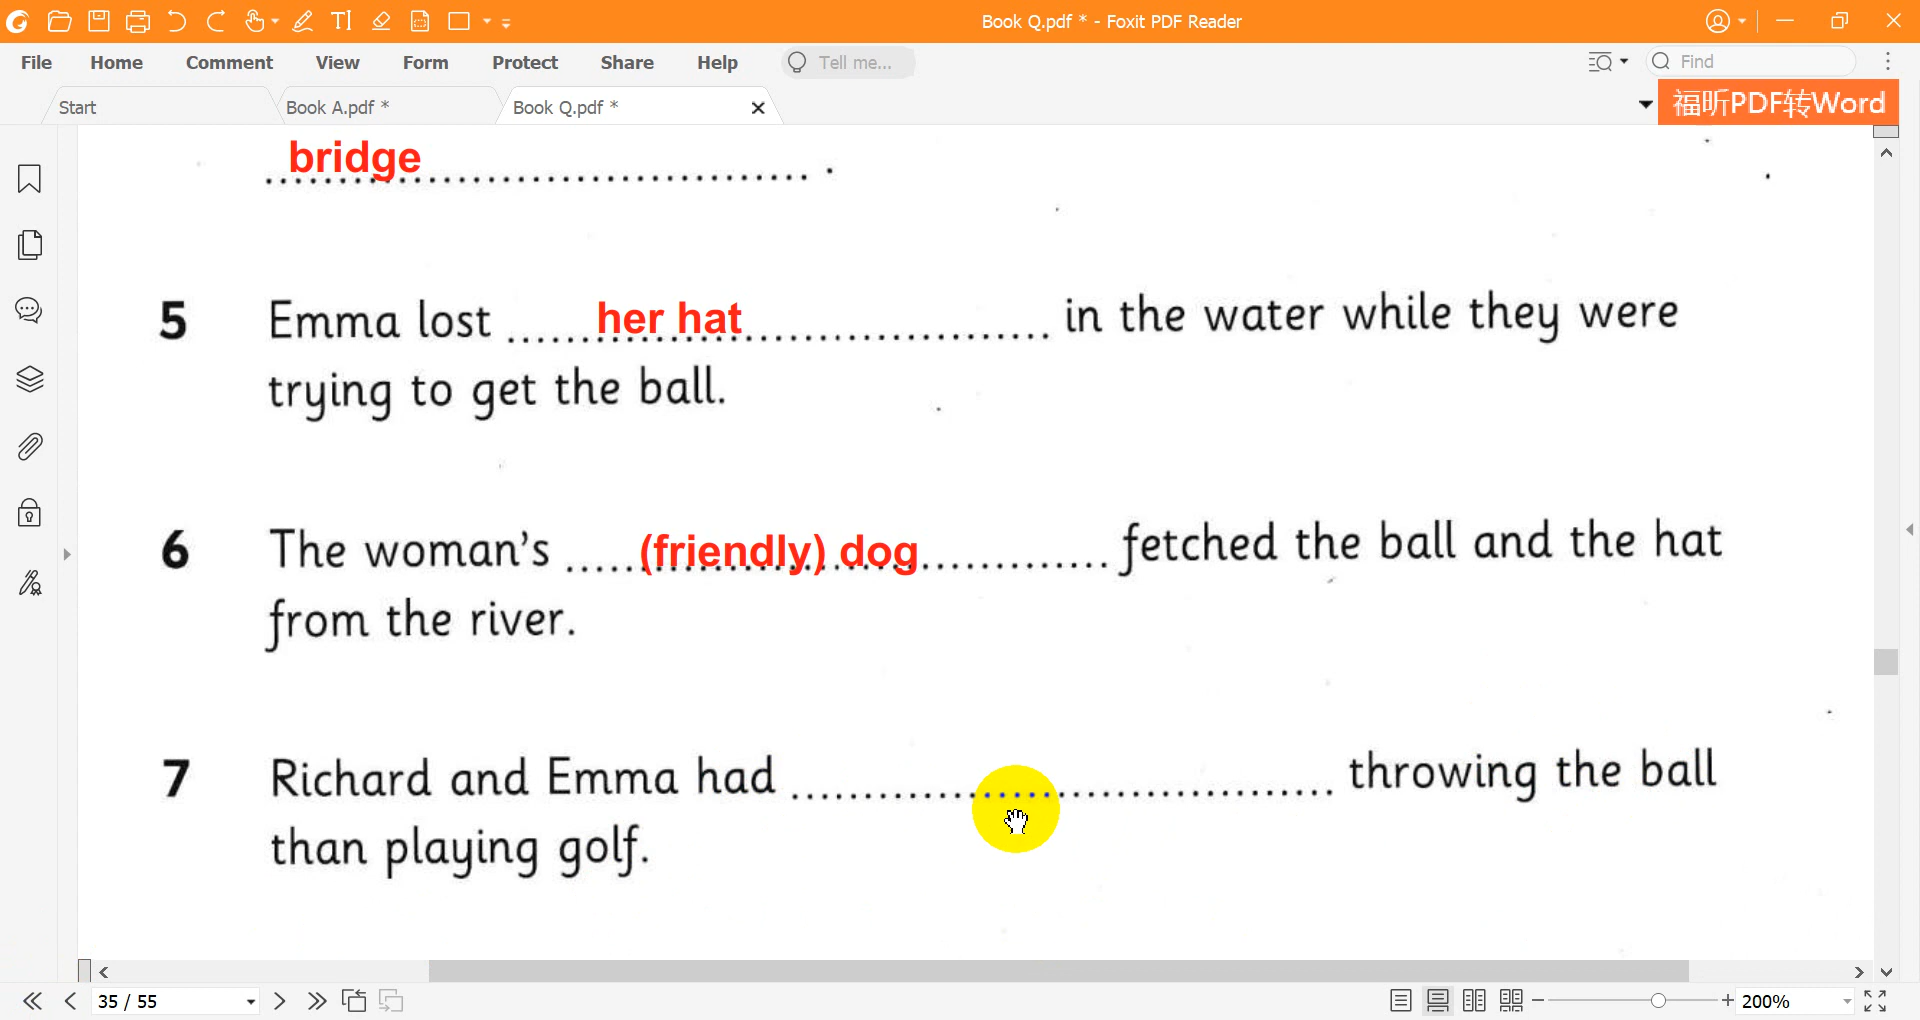 Book Q.pdf * - Foxit PDF Reader
File Home Comment View Form Protect Share Help Tell me... Find
Start Book A.pdf * Book Q.pdf * 福昕PDF转Word
bridge .
5 Emma lost ..... her hat ..... in the water while they were
trying to get the ball.
6 The woman's ..... (friendly) dog ..... fetched the ball and the hat
from the river.
7 Richard and Emma had ..... throwing the ball
than playing golf.
35 / 55 200%